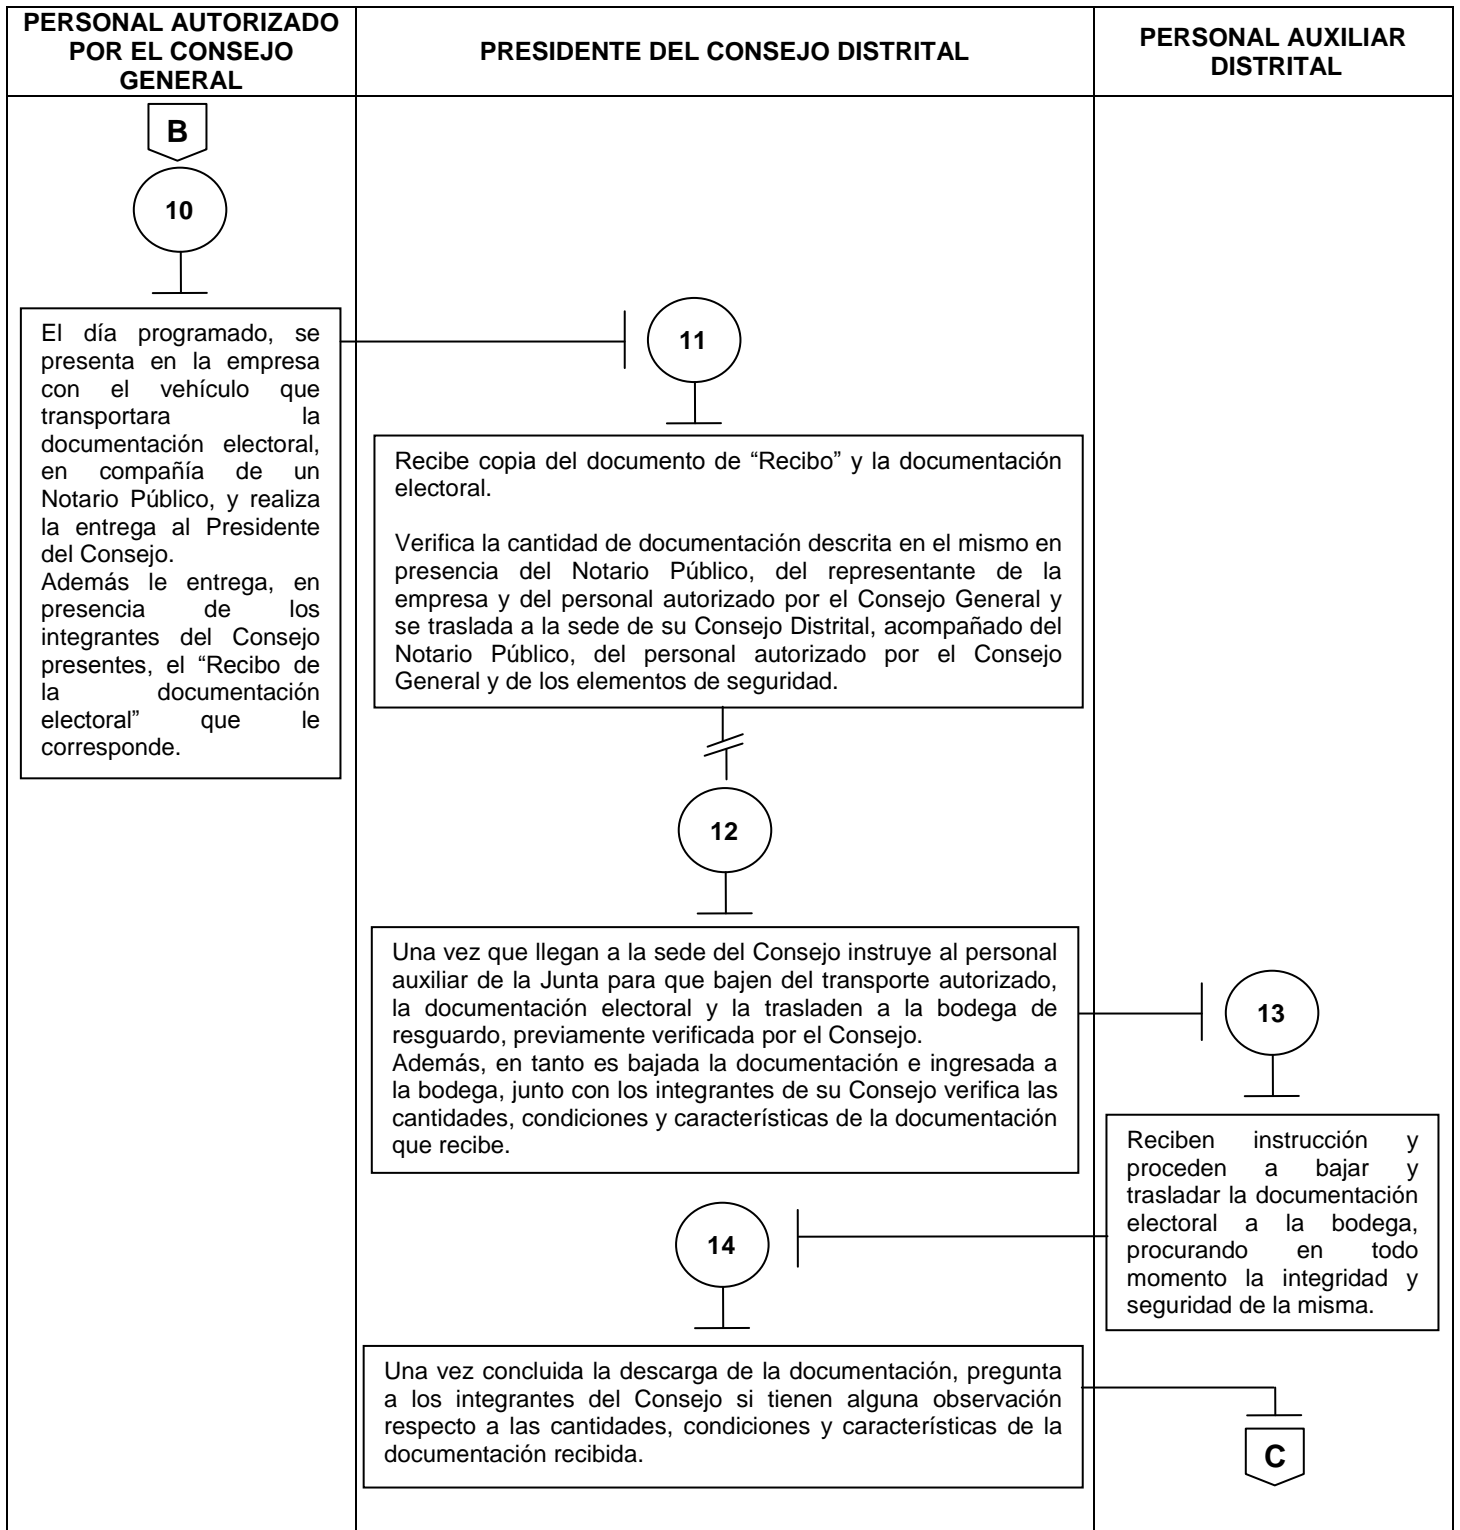 PERSONAL AUTORIZADO
POR EL CONSEJO
GENERAL
PRESIDENTE DEL CONSEJO DISTRITAL
PERSONAL AUXILIAR
DISTRITAL
B
10
El día programado, se
presenta en la empresa
con el vehículo que
transportara la
documentación electoral,
en compañía de un
Notario Público, y realiza
la entrega al Presidente
del Consejo.
Además le entrega, en
presencia de los
integrantes del Consejo
presentes, el “Recibo de
la documentación
electoral” que le
corresponde.
11
Recibe copia del documento de “Recibo” y la documentación
electoral.
Verifica la cantidad de documentación descrita en el mismo en
presencia del Notario Público, del representante de la
empresa y del personal autorizado por el Consejo General y
se traslada a la sede de su Consejo Distrital, acompañado del
Notario Público, del personal autorizado por el Consejo
General y de los elementos de seguridad.
12
Una vez que llegan a la sede del Consejo instruye al personal
auxiliar de la Junta para que bajen del transporte autorizado,
la documentación electoral y la trasladen a la bodega de
resguardo, previamente verificada por el Consejo.
Además, en tanto es bajada la documentación e ingresada a
la bodega, junto con los integrantes de su Consejo verifica las
cantidades, condiciones y características de la documentación
que recibe.
13
Reciben instrucción y
proceden a bajar y
trasladar la documentación
electoral a la bodega,
procurando en todo
momento la integridad y
seguridad de la misma.
14
Una vez concluida la descarga de la documentación, pregunta
a los integrantes del Consejo si tienen alguna observación
respecto a las cantidades, condiciones y características de la
documentación recibida.
C